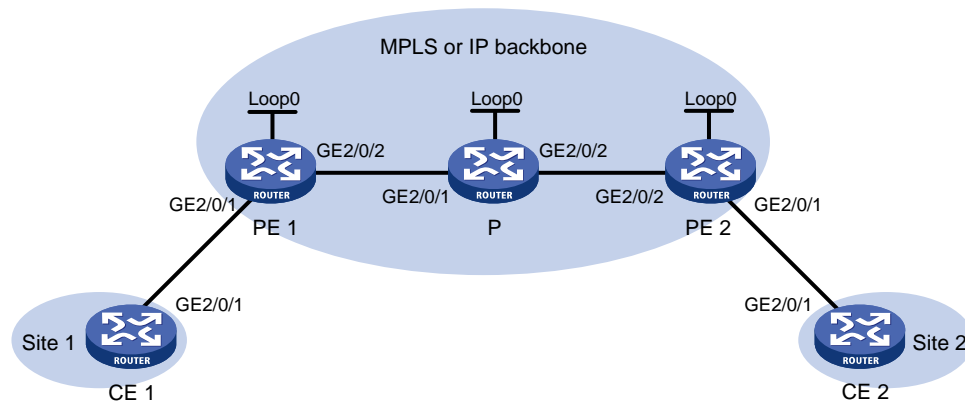 MPLS or IP backbone
Loop0
Loop0
Loop0
GE2/0/2
GE2/0/2
ROUTER
ROUTER
ROUTER
GE2/0/1
GE2/0/1
GE2/0/2
GE2/0/1
PE 1
P
PE 2
GE2/0/1
GE2/0/1
Site 1
ROUTER
ROUTER
Site 2
CE 1
CE 2